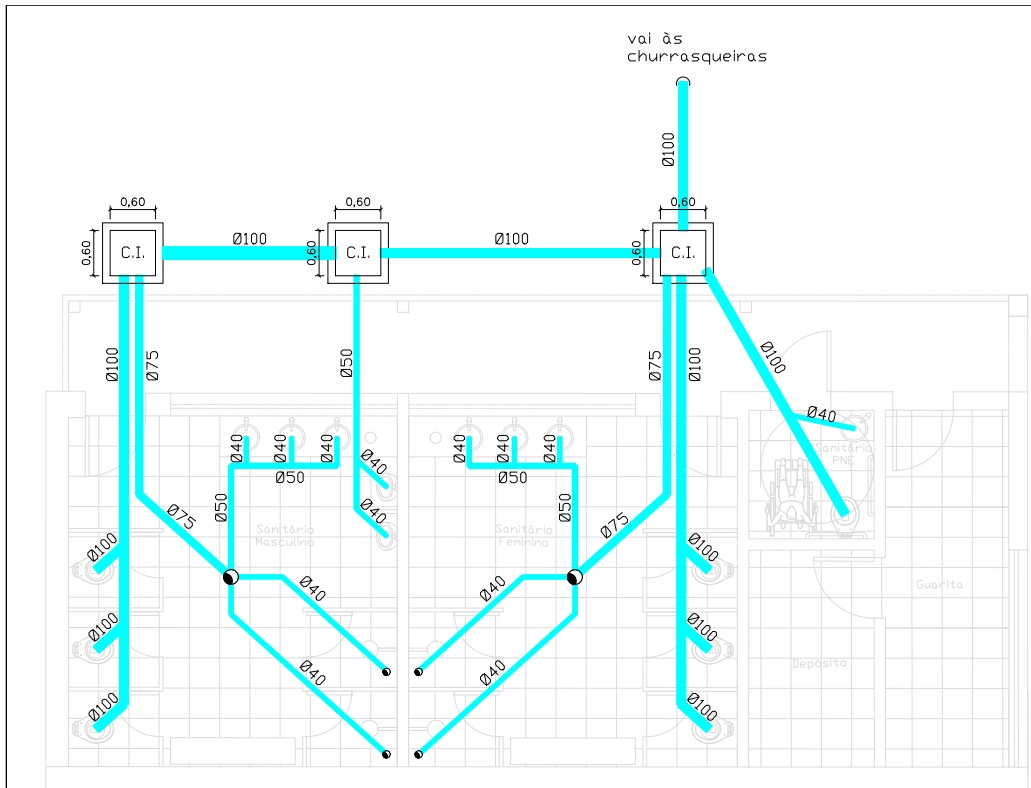 vai às
churrasqueiras
Ø100
0,60
0,60
0,60
0,60
C.I.
0,60
Ø100
C.I.
0,60
Ø100
C.I.
Ø100
Ø75
Ø50
Ø75
Ø100
Ø100
Ø40
Sanitário
PNE
Ø40
Ø40
Ø40
Ø50
Ø40
Ø40
Ø40
Ø40
Ø40
Ø50
Ø75
Ø50
Sanitário
Masculino
Sanitário
Feminino
Ø50
Ø75
Ø100
Ø40
Ø40
Ø100
Guarita
Ø100
Ø40
Ø40
Ø100
Depósito
Ø100
Ø100